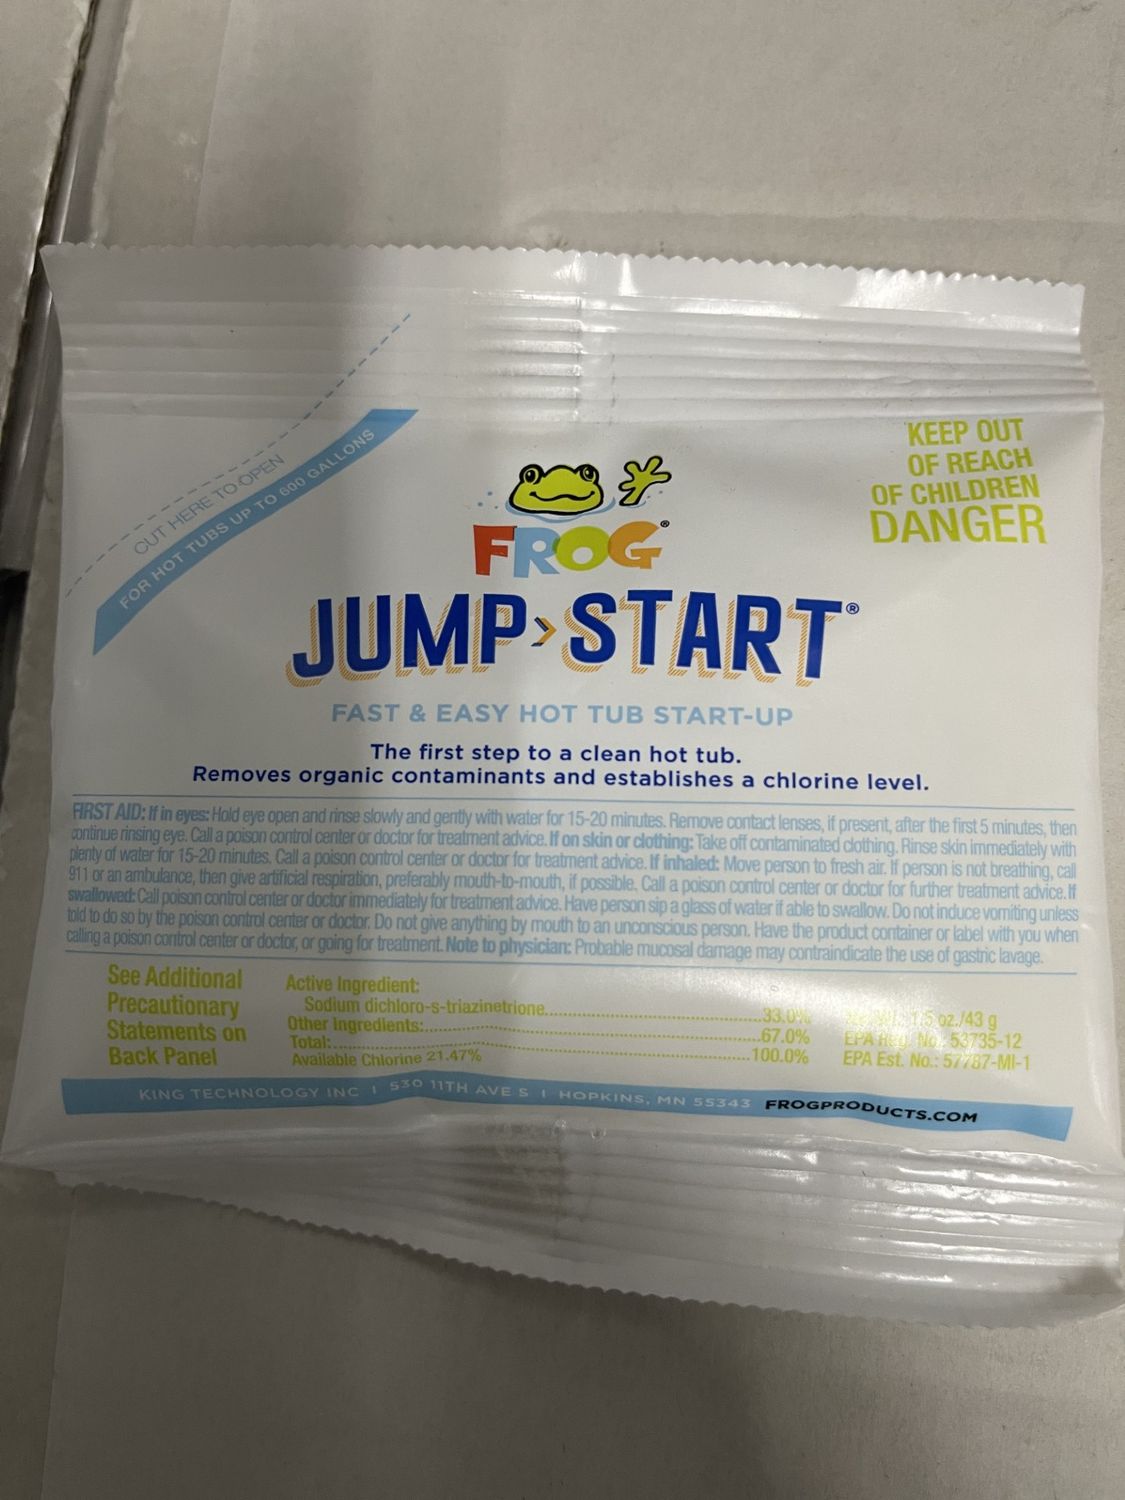 CUT HERE TO OPEN
FOR HOT TUBS UP TO 600 GALLONS
KEEP OUT
OF REACH
OF CHILDREN
DANGER
FROG®
JUMP›START®
FAST & EASY HOT TUB START-UP
The first step to a clean hot tub.
Removes organic contaminants and establishes a chlorine level.
FIRST AID: If in eyes: Hold eye open and rinse slowly and gently with water for 15-20 minutes. Remove contact lenses, if present, after the first 5 minutes, then
continue rinsing eye. Call a poison control center or doctor for treatment advice. If on skin or clothing: Take off contaminated clothing. Rinse skin immediately with
plenty of water for 15-20 minutes. Call a poison control center or doctor for treatment advice. If inhaled: Move person to fresh air. If person is not breathing, call
911 or an ambulance, then give artificial respiration, preferably mouth-to-mouth, if possible. Call a poison control center or doctor for further treatment advice. If
swallowed: Call poison control center or doctor immediately for treatment advice. Have person sip a glass of water if able to swallow. Do not induce vomiting unless
told to do so by the poison control center or doctor. Do not give anything by mouth to an unconscious person. Have the product container or label with you when
calling a poison control center or doctor, or going for treatment. Note to physician: Probable mucosal damage may contraindicate the use of gastric lavage.
See Additional
Precautionary
Statements on
Back Panel
Active Ingredient:
Sodium dichloro-s-triazinetrione..........33.0%
Other Ingredients:..........67.0%
Total:..........100.0%
Available Chlorine 21.47%
1.5 oz./43 g
EPA Reg. No.: 53735-12
EPA Est. No.: 57787-MI-1
KING TECHNOLOGY INC | 530 11TH AVE S | HOPKINS, MN 55343 FROGPRODUCTS.COM